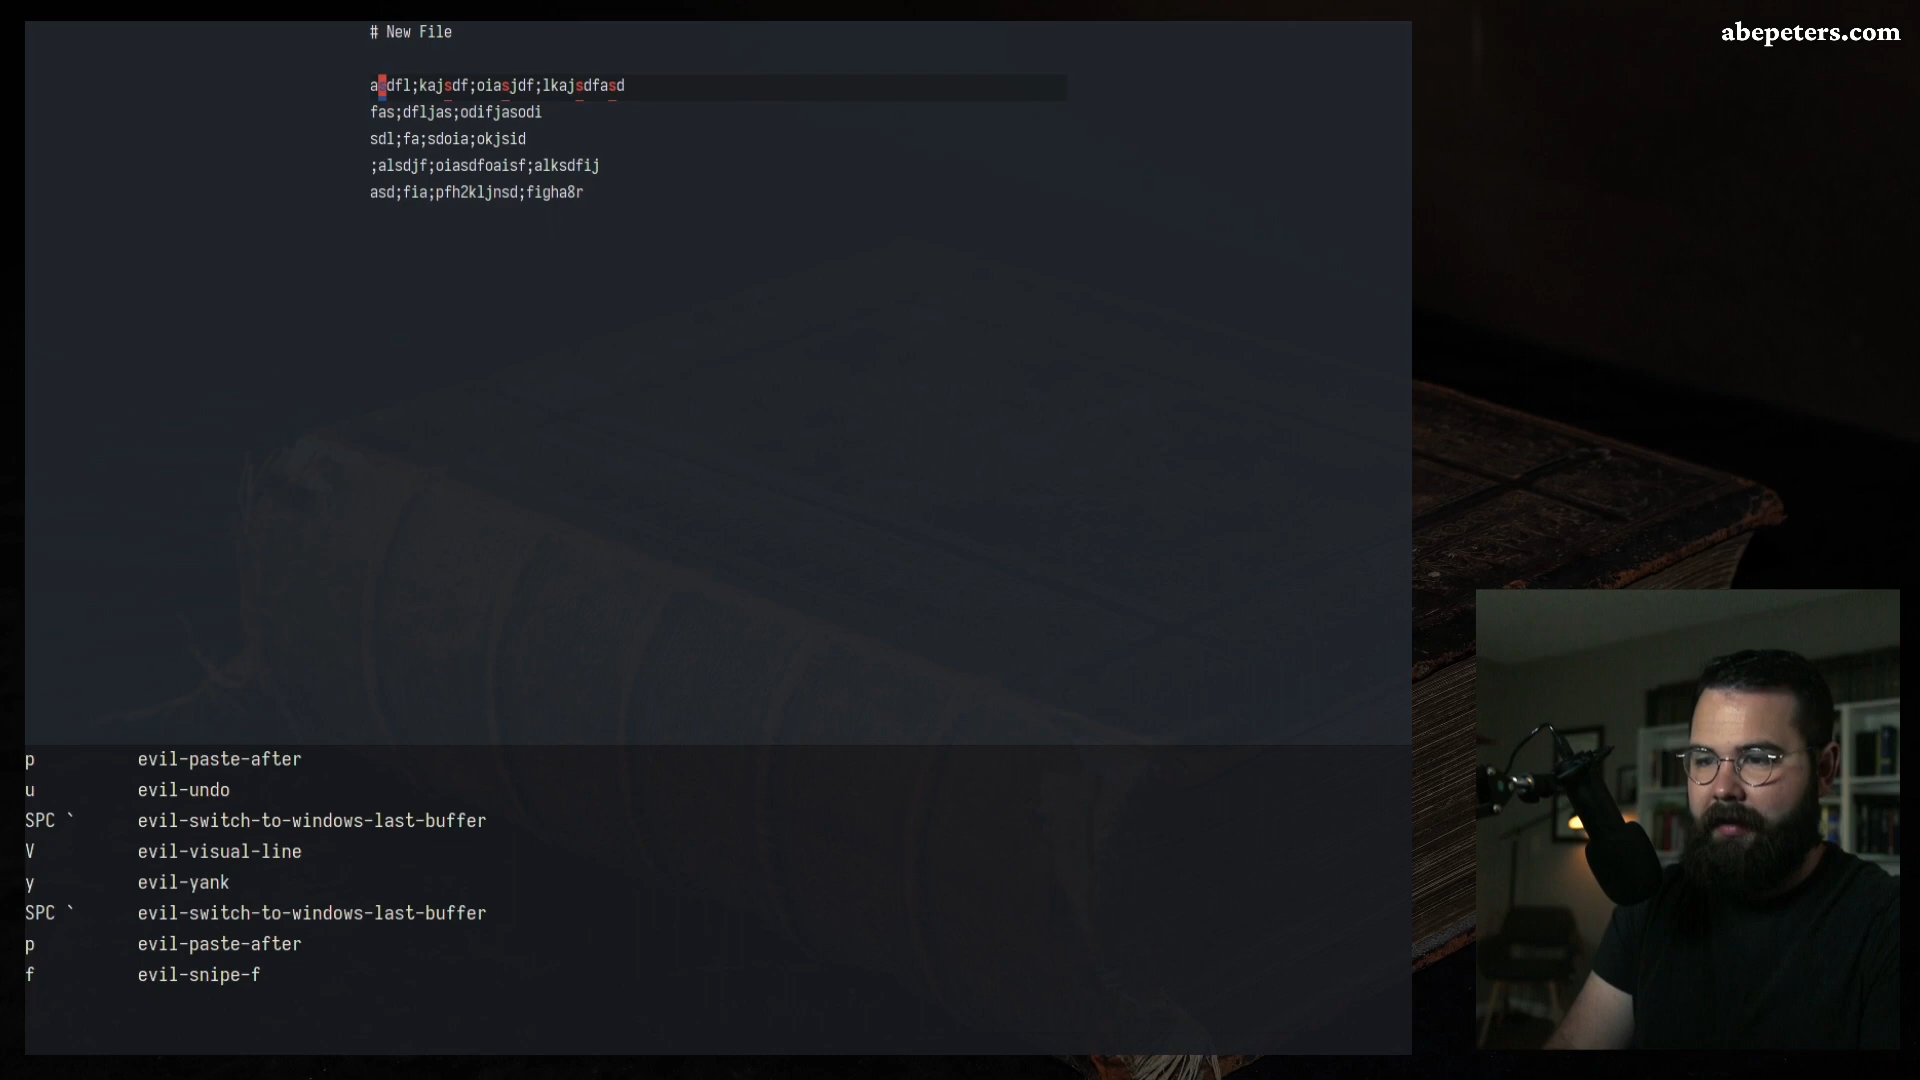 abepeters.com
# New File
asdfl;kajsdf;oiasjdf;lkajsdfasd
fas;dfljas;odifjasodi
sdl;fa;sdoia;okjsid
;alsdjf;oiasdfoaisf;alksdfij
asd;fia;pfh2kljnsd;figha8r
p evil-paste-after
u evil-undo
SPC ` evil-switch-to-windows-last-buffer
V evil-visual-line
y evil-yank
SPC ` evil-switch-to-windows-last-buffer
p evil-paste-after
f evil-snipe-f